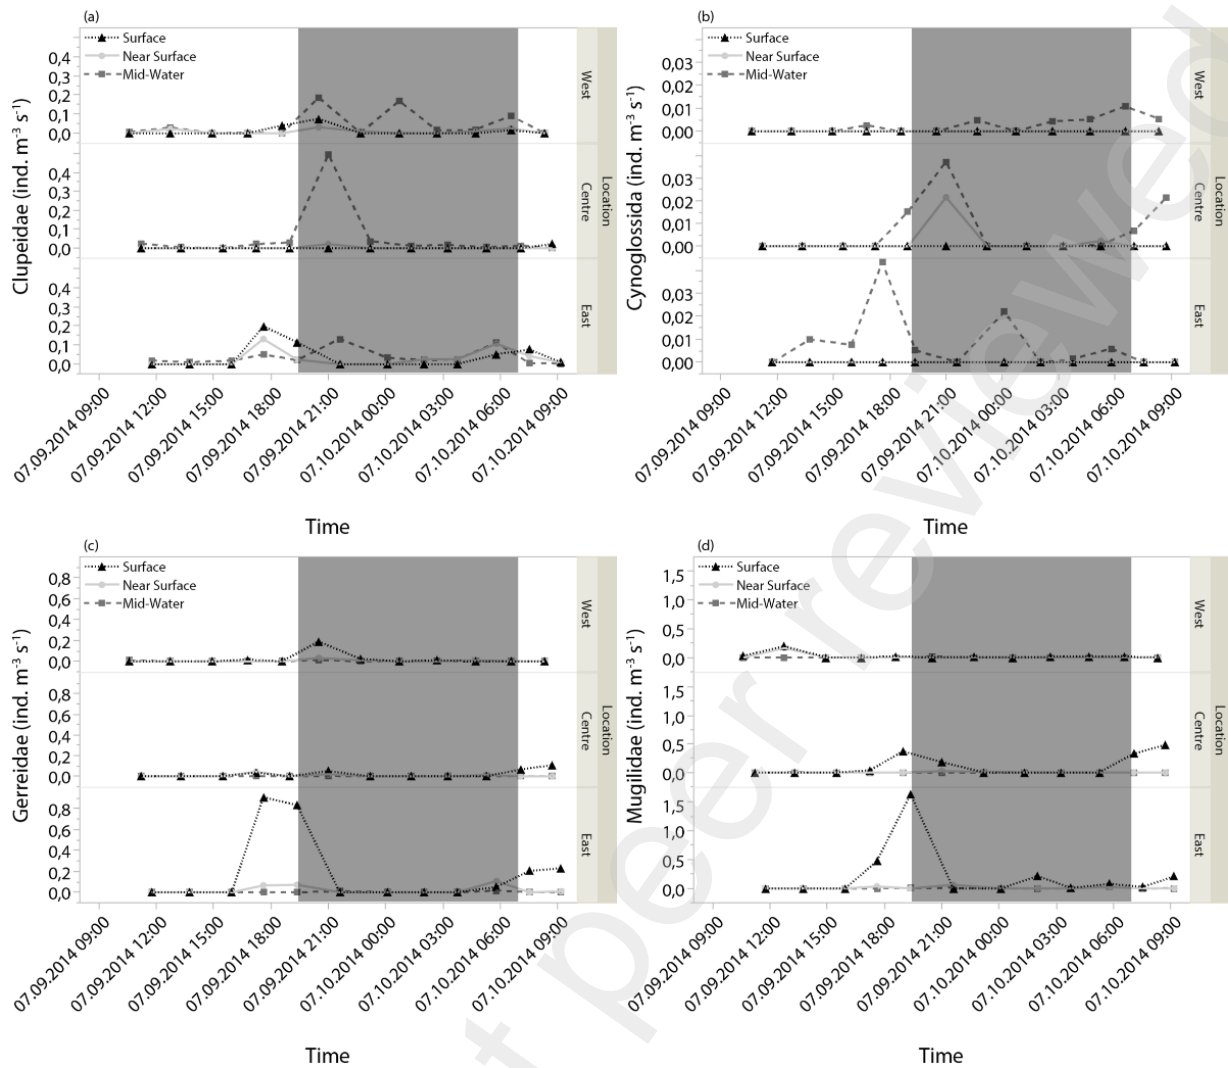 (a)
Surface
Near Surface
Mid-Water
0,4
0,3
0,2
0,1
0,0
0,4
0,3
0,2
0,1
0,0
0,4
0,3
0,2
0,1
0,0
Clupeidae (ind. m-3 s-1)
West
Centre
East
Location
07.09.2014 09:00
07.09.2014 12:00
07.09.2014 15:00
07.09.2014 18:00
07.09.2014 21:00
07.10.2014 00:00
07.10.2014 03:00
07.10.2014 06:00
07.10.2014 09:00
Time
(b)
Surface
Near Surface
Mid-Water
0,03
0,02
0,01
0,00
0,03
0,02
0,01
0,00
0,03
0,02
0,01
0,00
Cynoglossida (ind. m-3 s-1)
West
Centre
East
Location
07.09.2014 09:00
07.09.2014 12:00
07.09.2014 15:00
07.09.2014 18:00
07.09.2014 21:00
07.10.2014 00:00
07.10.2014 03:00
07.10.2014 06:00
07.10.2014 09:00
Time
(c)
Surface
Near Surface
Mid-Water
0,8
0,6
0,4
0,2
0,0
0,8
0,6
0,4
0,2
0,0
0,8
0,6
0,4
0,2
0,0
Gerreidae (ind. m-3 s-1)
West
Centre
East
Location
07.09.2014 09:00
07.09.2014 12:00
07.09.2014 15:00
07.09.2014 18:00
07.09.2014 21:00
07.10.2014 00:00
07.10.2014 03:00
07.10.2014 06:00
07.10.2014 09:00
Time
(d)
Surface
Near Surface
Mid-Water
1,5
1,0
0,5
0,0
1,5
1,0
0,5
0,0
1,5
1,0
0,5
0,0
Mugilidae (ind. m-3 s-1)
West
Centre
East
Location
07.09.2014 09:00
07.09.2014 12:00
07.09.2014 15:00
07.09.2014 18:00
07.09.2014 21:00
07.10.2014 00:00
07.10.2014 03:00
07.10.2014 06:00
07.10.2014 09:00
Time
peer reviewed